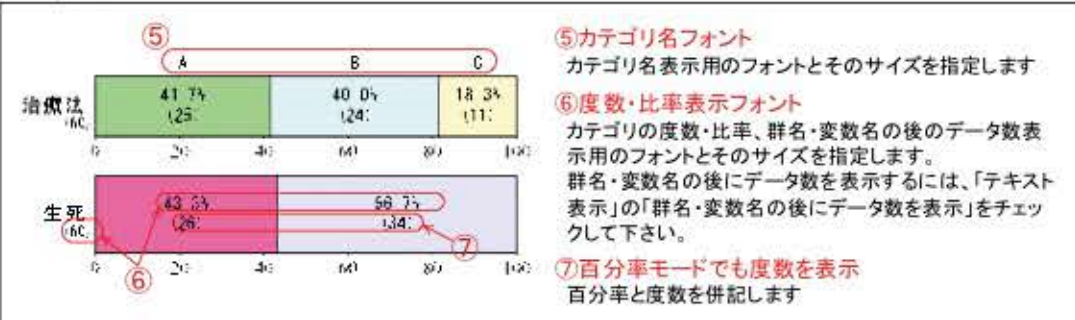 ⑤
A B C
治療法
41.7% 40.0% 18.3%
(25) (24) (11)
(60)
0 20 40 60 80 100
生死
43.3% 56.7%
(26) (34)
(60)
⑦
0 20 40 60 80 100
⑥
⑤カテゴリ名フォント
カテゴリ名表示用のフォントとそのサイズを指定します
⑥度数・比率表示フォント
カテゴリの度数・比率、群名・変数名の後のデータ数表
示用のフォントとそのサイズを指定します。
群名・変数名の後にデータ数を表示するには、「テキスト
表示」の「群名・変数名の後にデータ数を表示」をチェッ
クして下さい。
⑦百分率モードでも度数を表示
百分率と度数を併記します